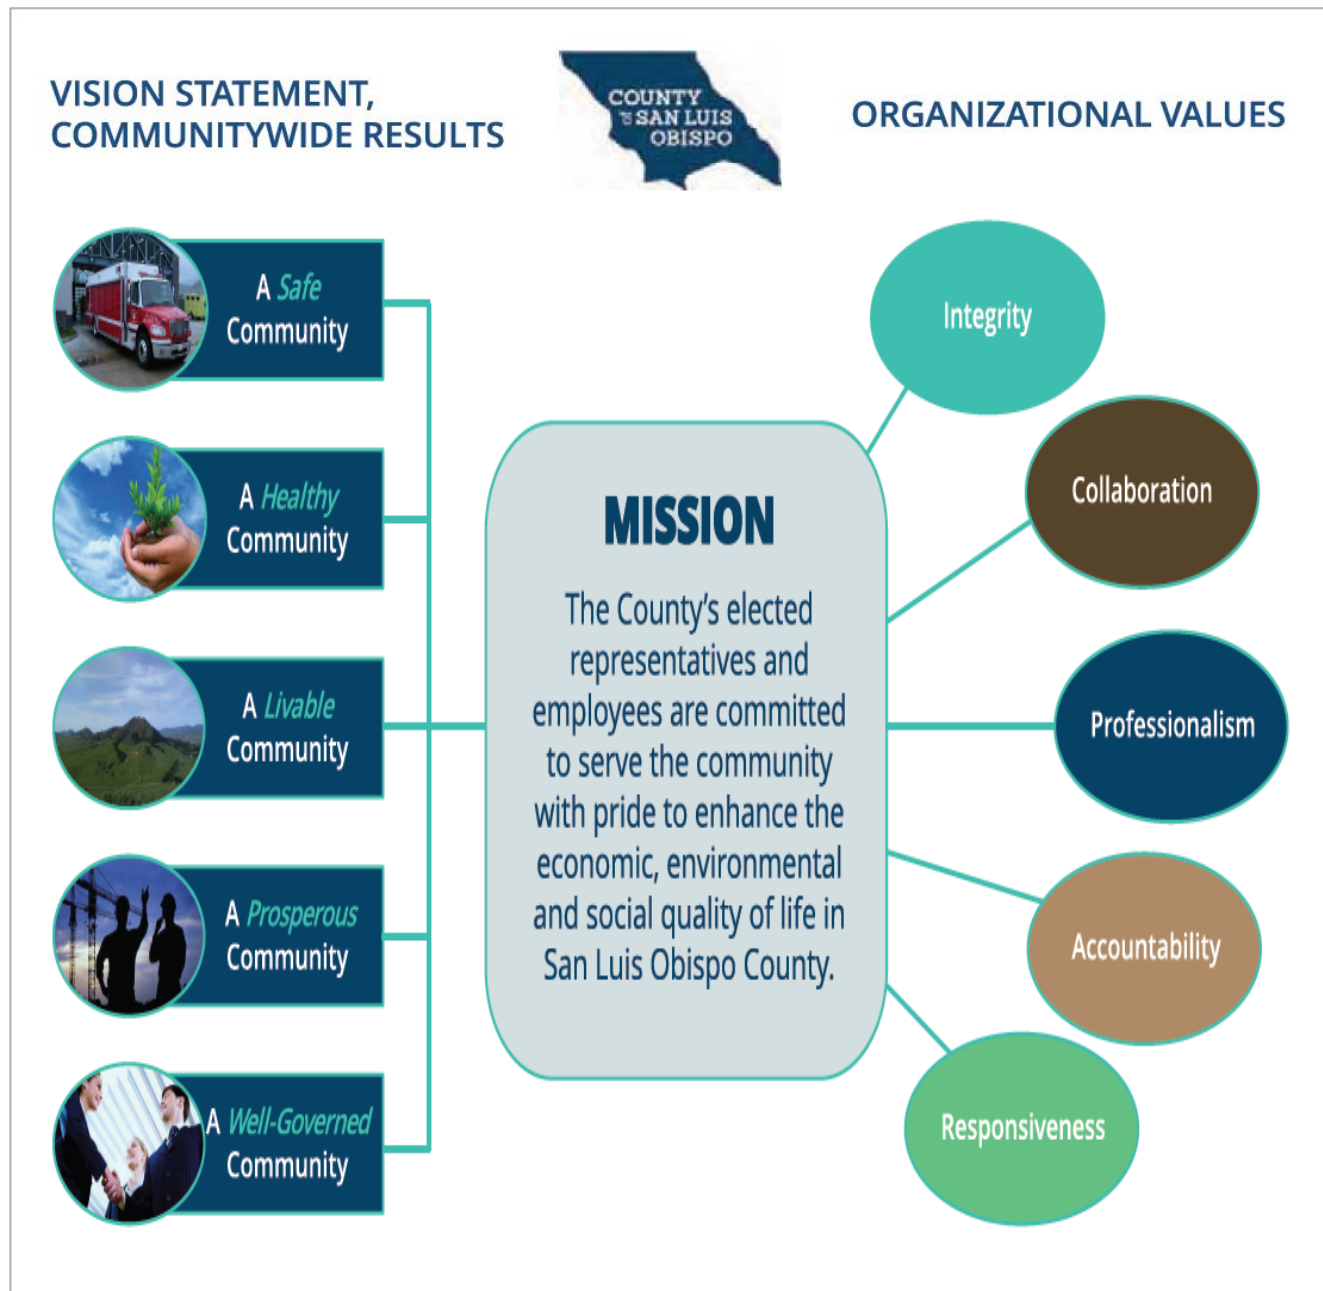 VISION STATEMENT,
COMMUNITYWIDE RESULTS
COUNTY
OF SAN LUIS
OBISPO
ORGANIZATIONAL VALUES
A Safe
Community
A Healthy
Community
A Livable
Community
A Prosperous
Community
A Well-Governed
Community
MISSION
The County’s elected
representatives and
employees are committed
to serve the community
with pride to enhance the
economic, environmental
and social quality of life in
San Luis Obispo County.
Integrity
Collaboration
Professionalism
Accountability
Responsiveness